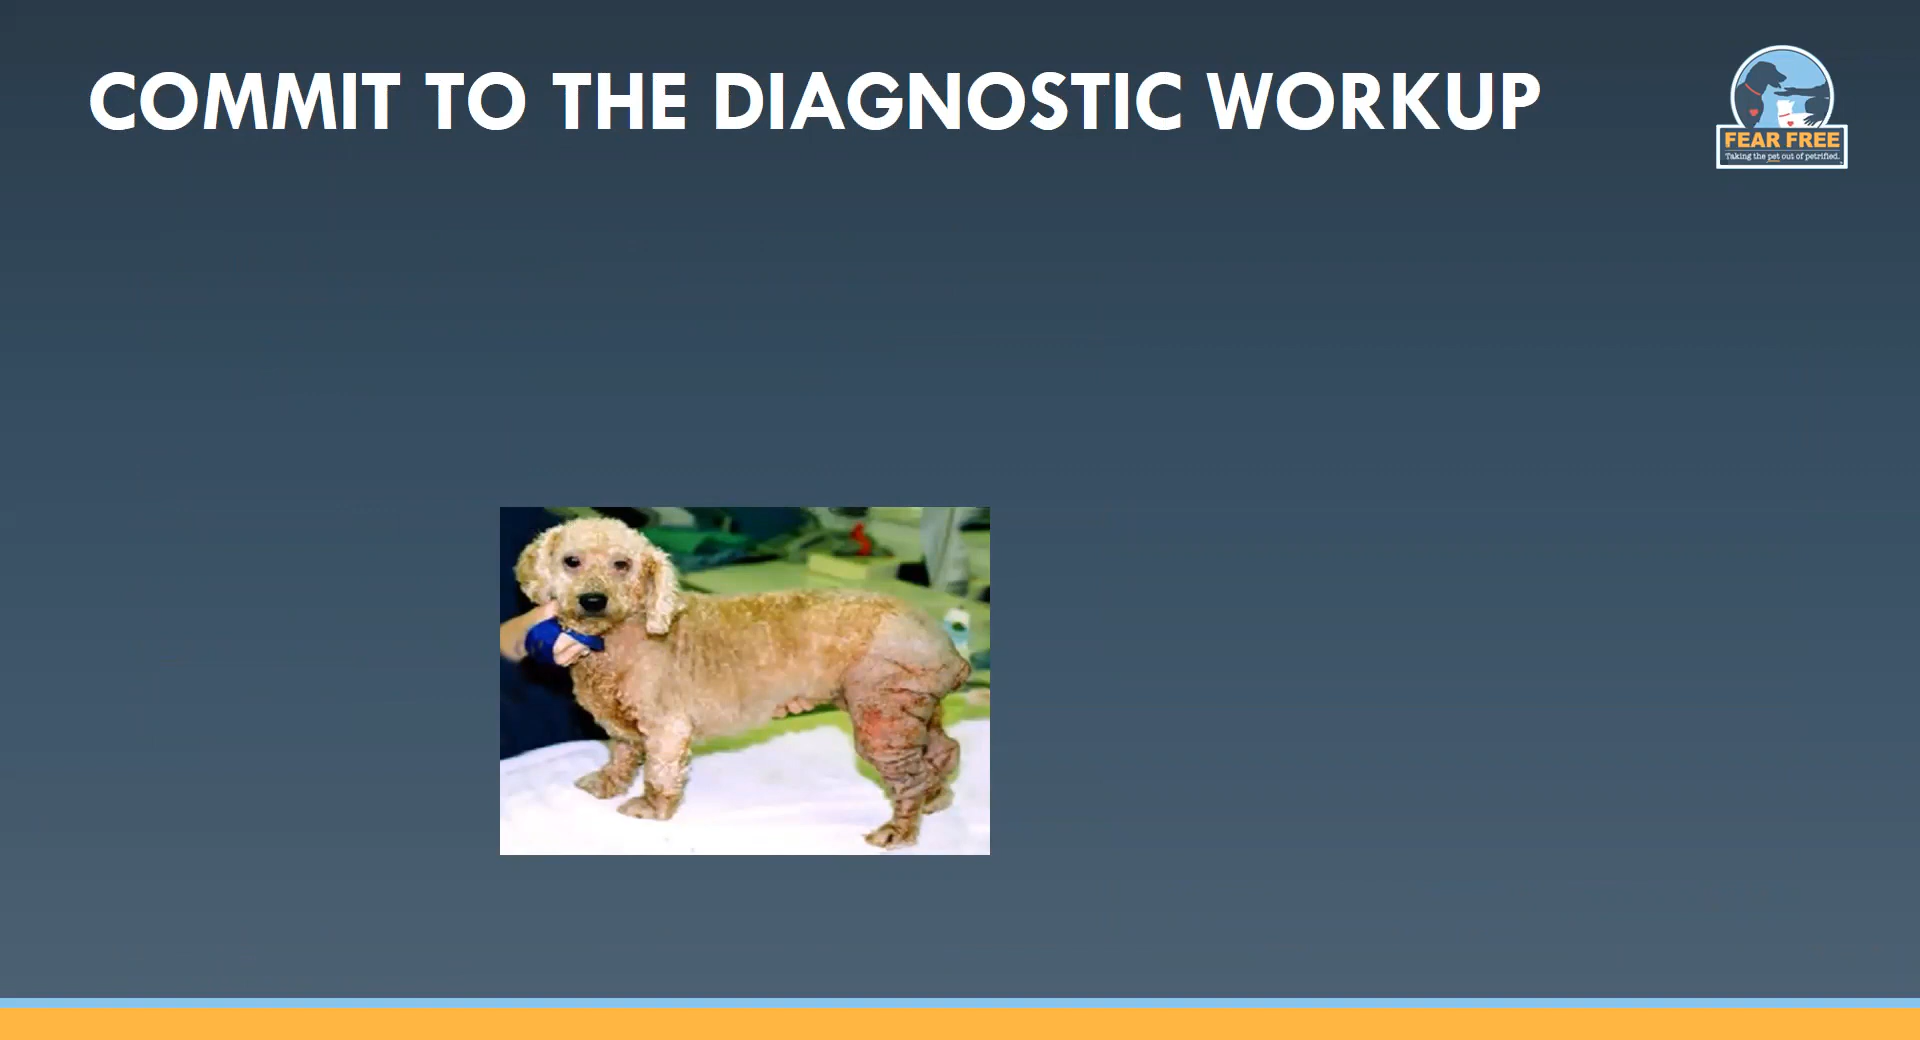 COMMIT TO THE DIAGNOSTIC WORKUP
FEAR FREE
Taking the pet out of petrified.